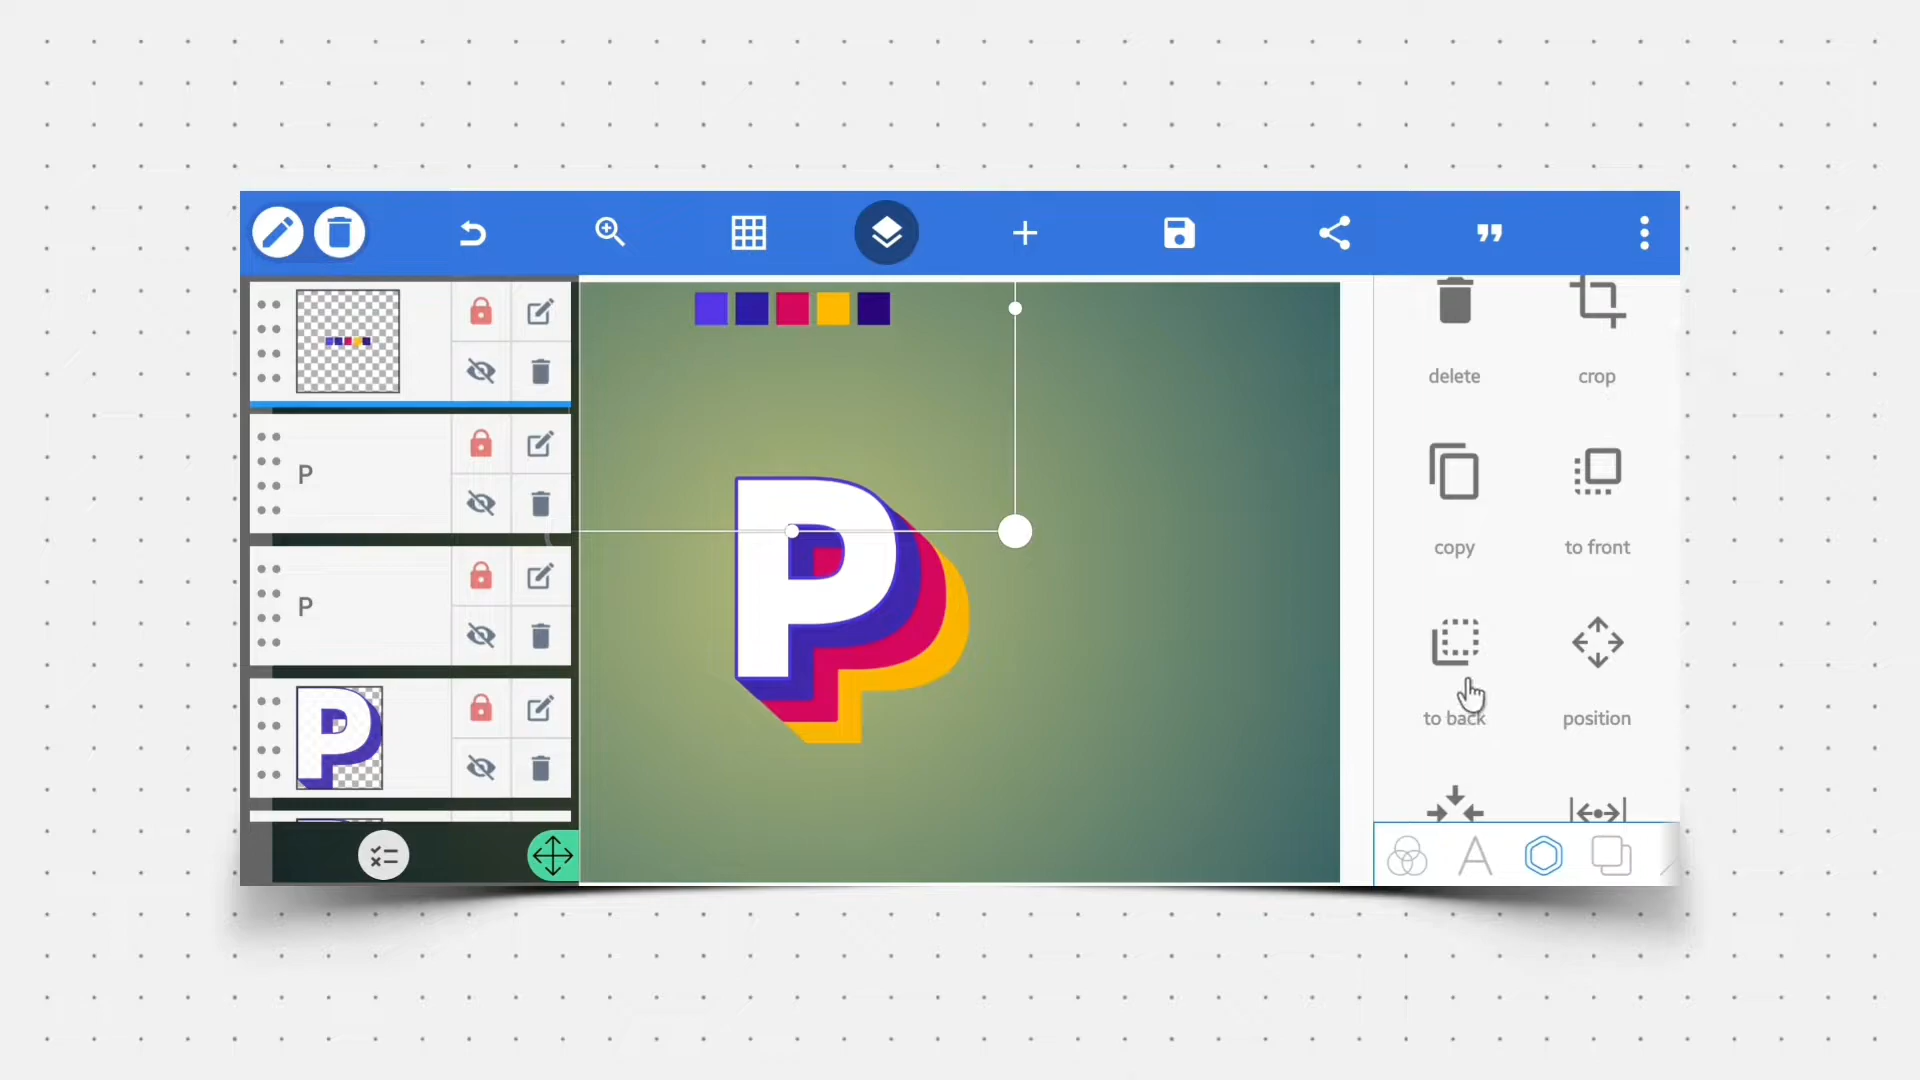 delete
crop
P
copy
to front
P
P
to back
position
P